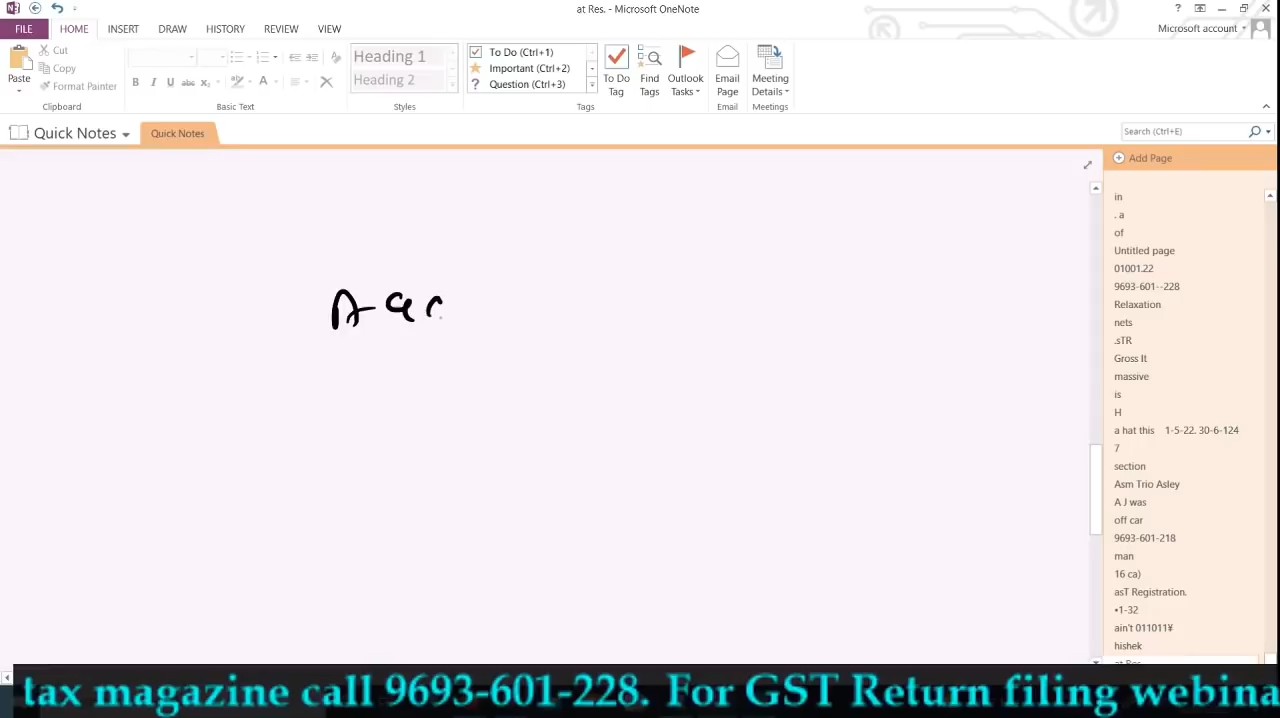 at Res. - Microsoft OneNote
FILE HOME INSERT DRAW HISTORY REVIEW VIEW
Microsoft account
Paste
Cut
Copy
Format Painter
Clipboard
B I U abc X₂ A
Basic Text
Heading 1
Heading 2
Styles
To Do (Ctrl+1)
Important (Ctrl+2)
Question (Ctrl+3)
Tags
To Do Tag
Find Tags
Outlook Tasks
Email Page
Email
Meeting Details
Meetings
Quick Notes
Quick Notes
Search (Ctrl+E)
Add Page
in
. a
of
Untitled page
01001.22
9693-601--228
Relaxation
nets
.sTR
Gross It
massive
is
H
a hat this 1-5-22. 30-6-124
7
section
Asm Trio Asley
A J was
off car
9693-601-218
man
16 ca)
asT Registration.
•1-32
ain't 011011¥
hishek
at Res
tax magazine call 9693-601-228. For GST Return filing webina